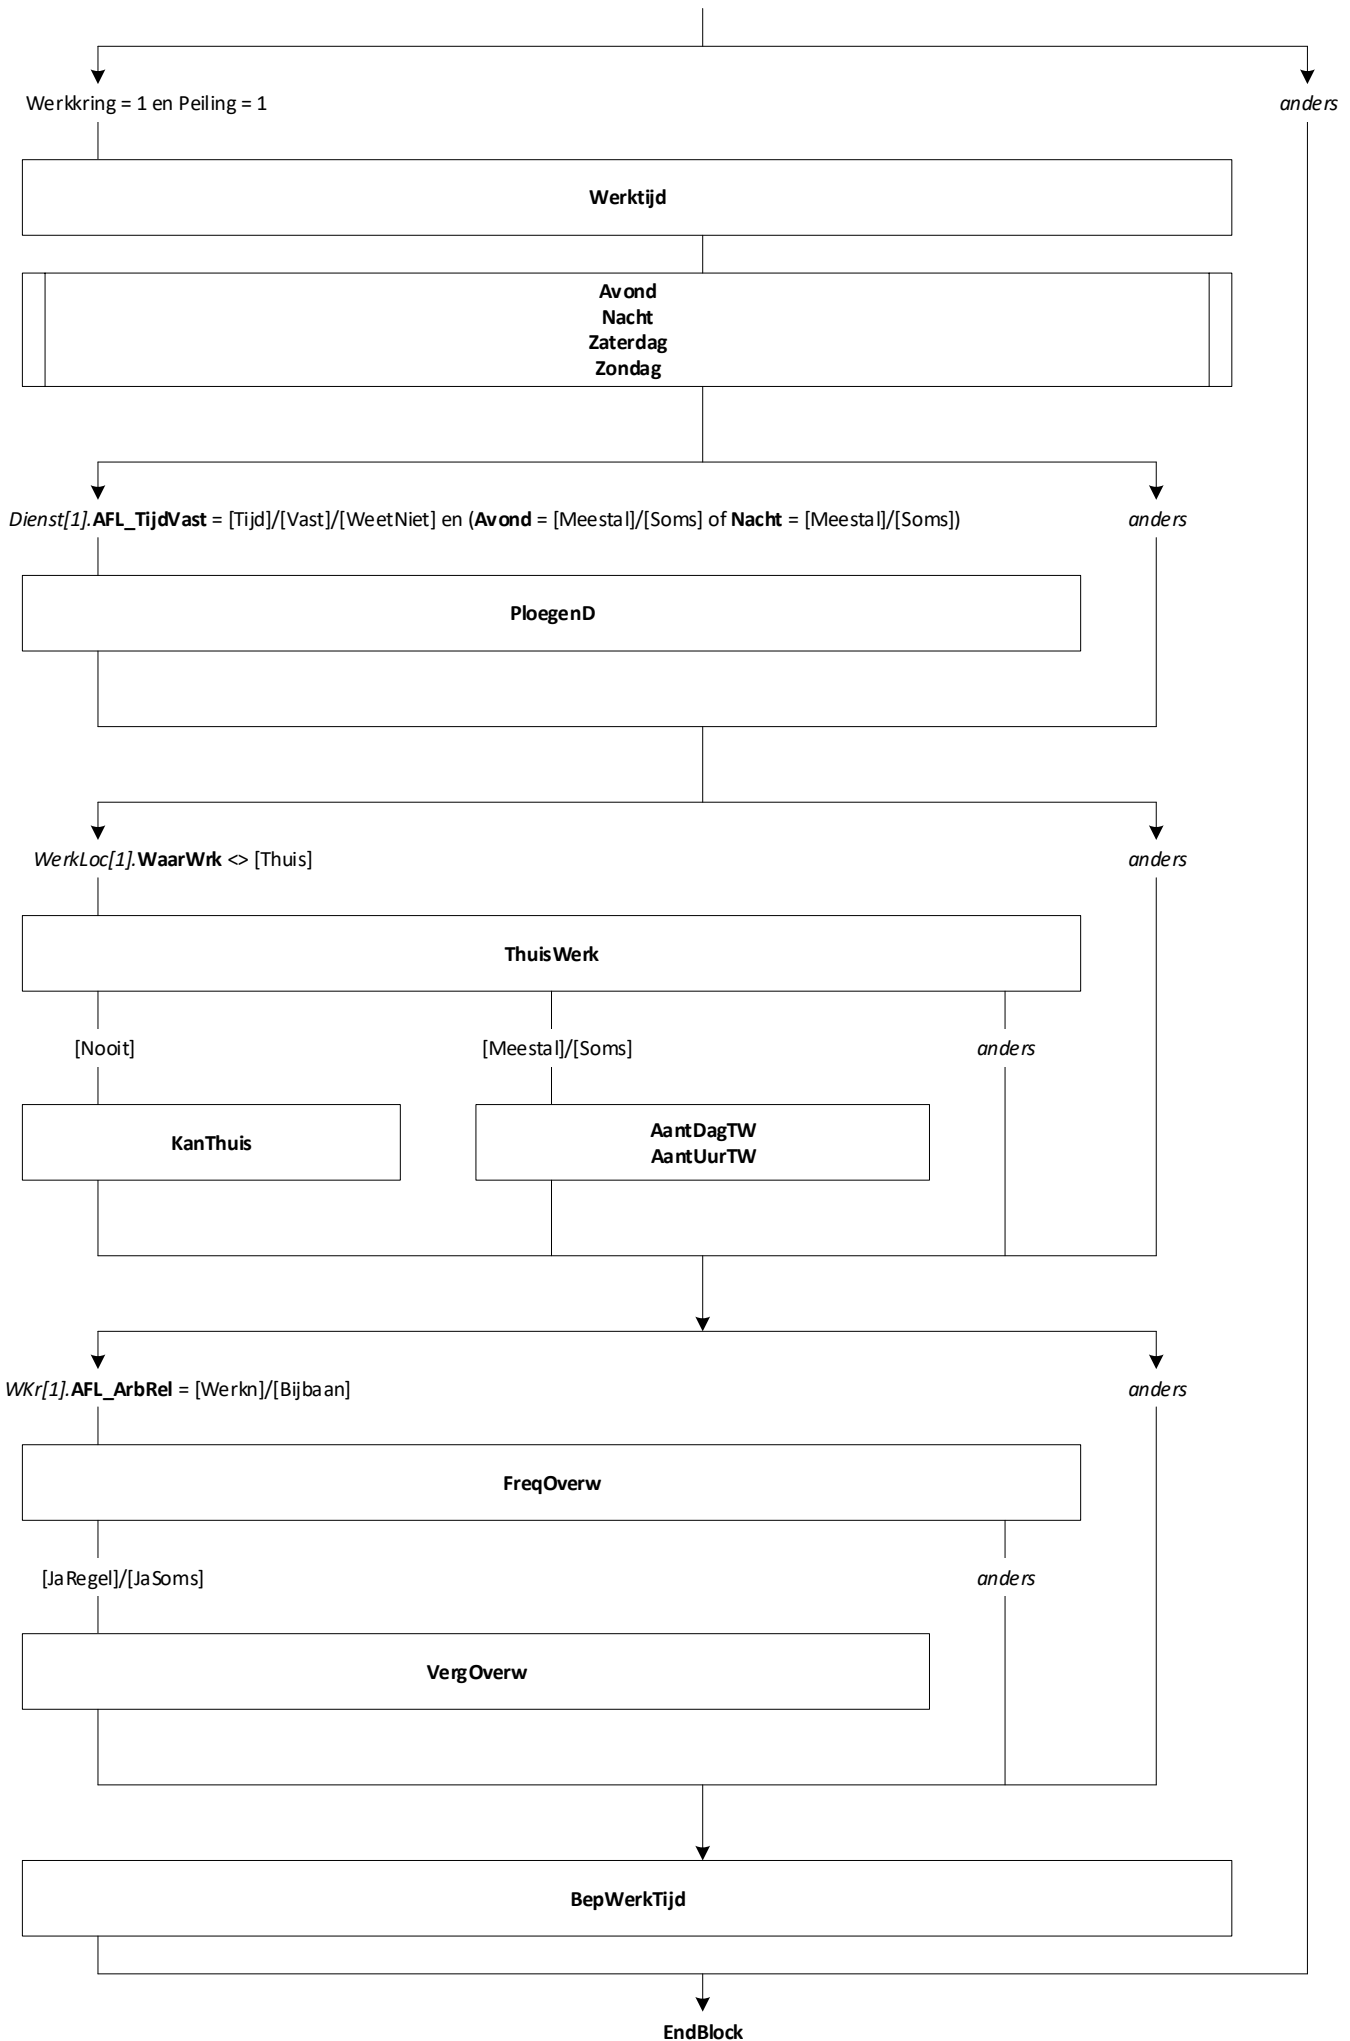 Werkkring = 1 en Peiling = 1
anders
Werktijd
Avond
Nacht
Zaterdag
Zondag
Dienst[1].AFL_TijdVast = [Tijd]/[Vast]/[WeetNiet] en (Avond = [Meestal]/[Soms] of Nacht = [Meestal]/[Soms])
anders
PloegenD
WerkLoc[1].WaarWrk <> [Thuis]
anders
ThuisWerk
[Nooit]
[Meestal]/[Soms]
anders
KanThuis
AantDagTW
AantUurTW
WKr[1].AFL_ArbRel = [Werkn]/[Bijbaan]
anders
FreqOverw
[JaRegel]/[JaSoms]
anders
VergOverw
BepWerkTijd
EndBlock